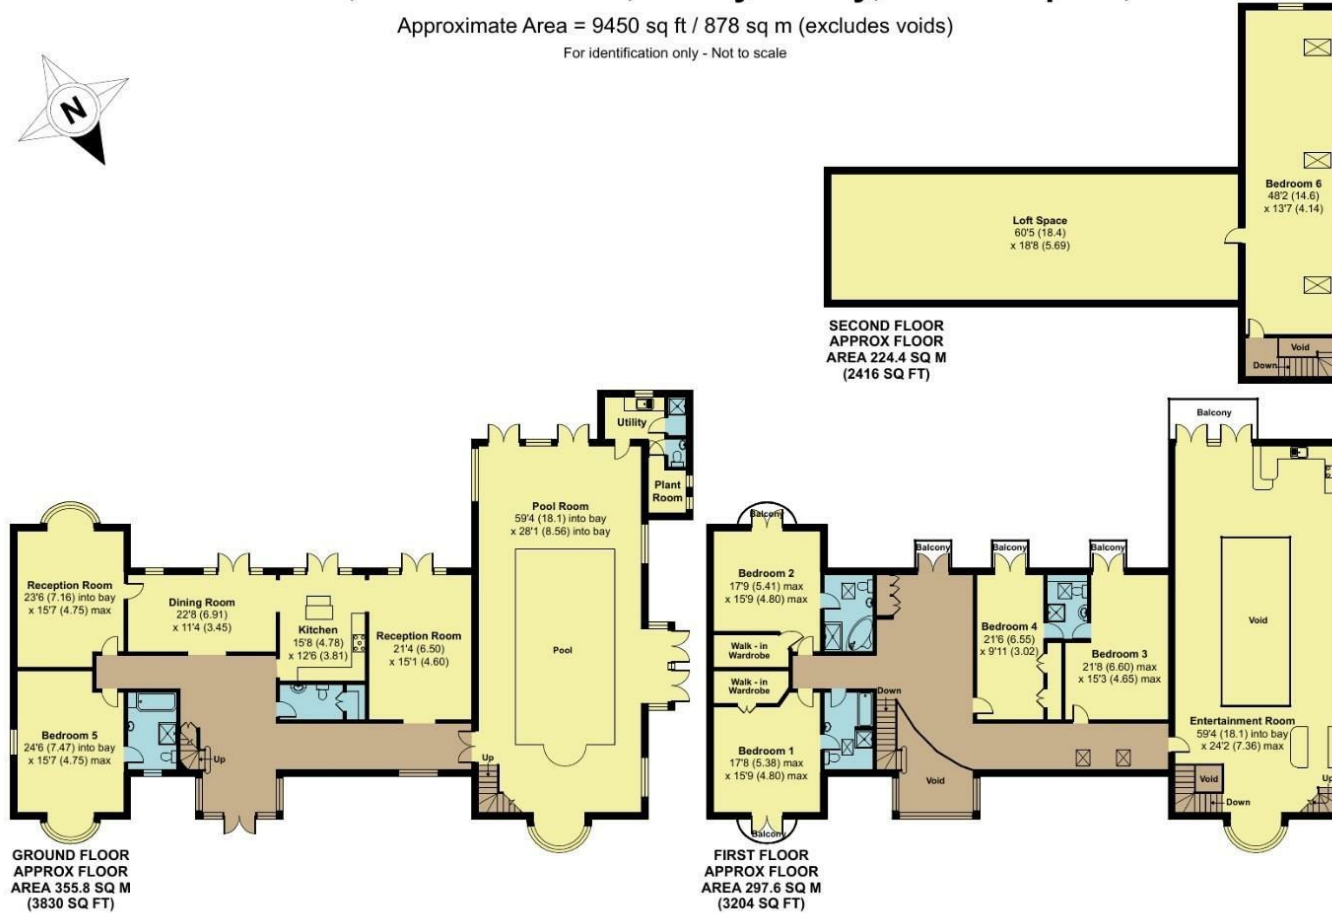 Approximate Area = 9450 sq ft / 878 sq m (excludes voids)
For identification only - Not to scale
N
Bedroom 6
48'2 (14.6)
x 13'7 (4.14)
Loft Space
60'5 (18.4)
x 18'8 (5.69)
SECOND FLOOR
APPROX FLOOR
AREA 224.4 SQ M
(2416 SQ FT)
Void
Down
Utility
Plant
Room
Pool Room
59'4 (18.1) into bay
x 28'1 (8.56) into bay
Pool
Up
Reception Room
23'6 (7.16) into bay
x 15'7 (4.75) max
Dining Room
22'8 (6.91)
x 11'4 (3.45)
Kitchen
15'8 (4.78)
x 12'6 (3.81)
Reception Room
21'4 (6.50)
x 15'1 (4.60)
Bedroom 5
24'6 (7.47) into bay
x 15'7 (4.75) max
Up
GROUND FLOOR
APPROX FLOOR
AREA 355.8 SQ M
(3830 SQ FT)
Balcony
Balcony
Balcony
Balcony
Balcony
Bedroom 2
17'9 (5.41) max
x 15'9 (4.80) max
Walk - in
Wardrobe
Walk - in
Wardrobe
Bedroom 1
17'8 (5.38) max
x 15'9 (4.80) max
Balcony
Down
Void
Bedroom 4
21'6 (6.55)
x 9'11 (3.02)
Bedroom 3
21'8 (6.60) max
x 15'3 (4.65) max
Void
Entertainment Room
59'4 (18.1) into bay
x 24'2 (7.36) max
Void
Down
Up
FIRST FLOOR
APPROX FLOOR
AREA 297.6 SQ M
(3204 SQ FT)